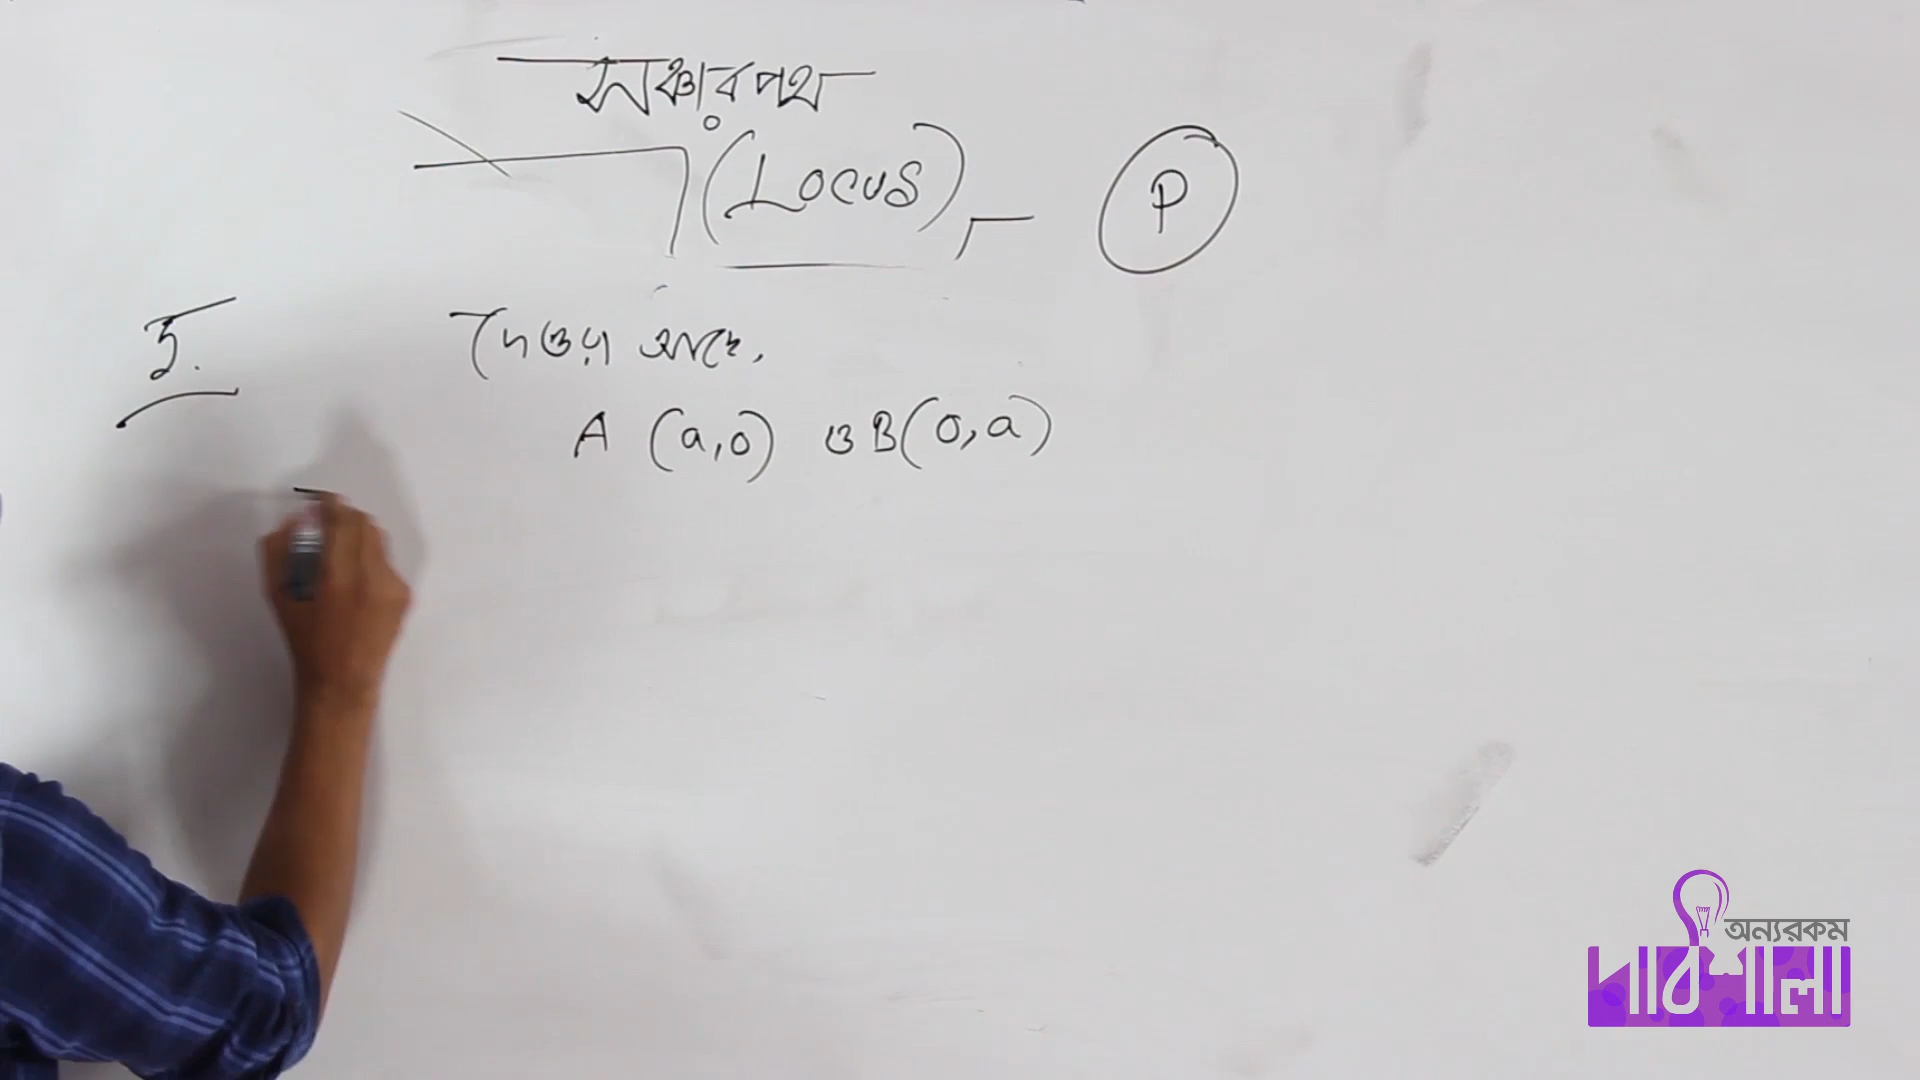 সঞ্চারপথ
(Locus)
P
দেওয়া আছে,
A (a,0) ও B(0,a)
অন্যরকম
পাঠশালা